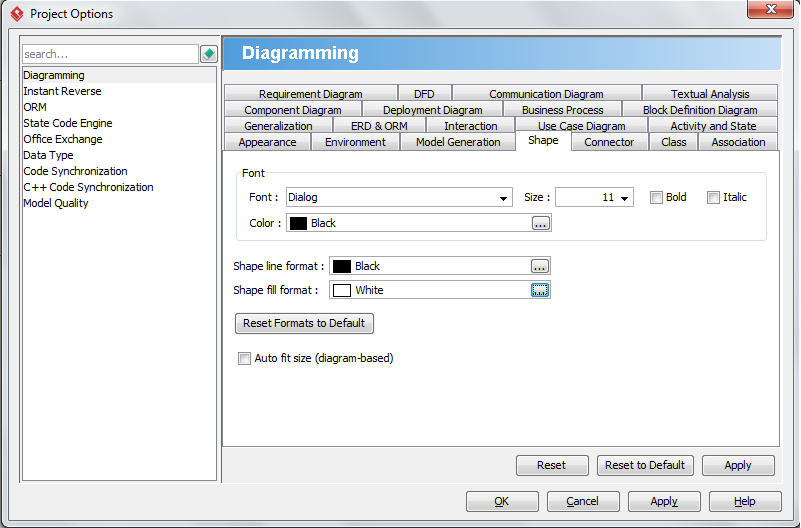 Project Options
X
search...
Diagramming
Instant Reverse
ORM
State Code Engine
Office Exchange
Data Type
Code Synchronization
C++ Code Synchronization
Model Quality
Diagramming
Requirement Diagram DFD Communication Diagram Textual Analysis
Component Diagram Deployment Diagram Business Process Block Definition Diagram
Generalization ERD & ORM Interaction Use Case Diagram Activity and State
Appearance Environment Model Generation Shape Connector Class Association
Font
Font : Dialog Size : 11 Bold Italic
Color : Black ...
Shape line format : Black ...
Shape fill format : White ...
Reset Formats to Default
Auto fit size (diagram-based)
Reset Reset to Default Apply
OK Cancel Apply Help